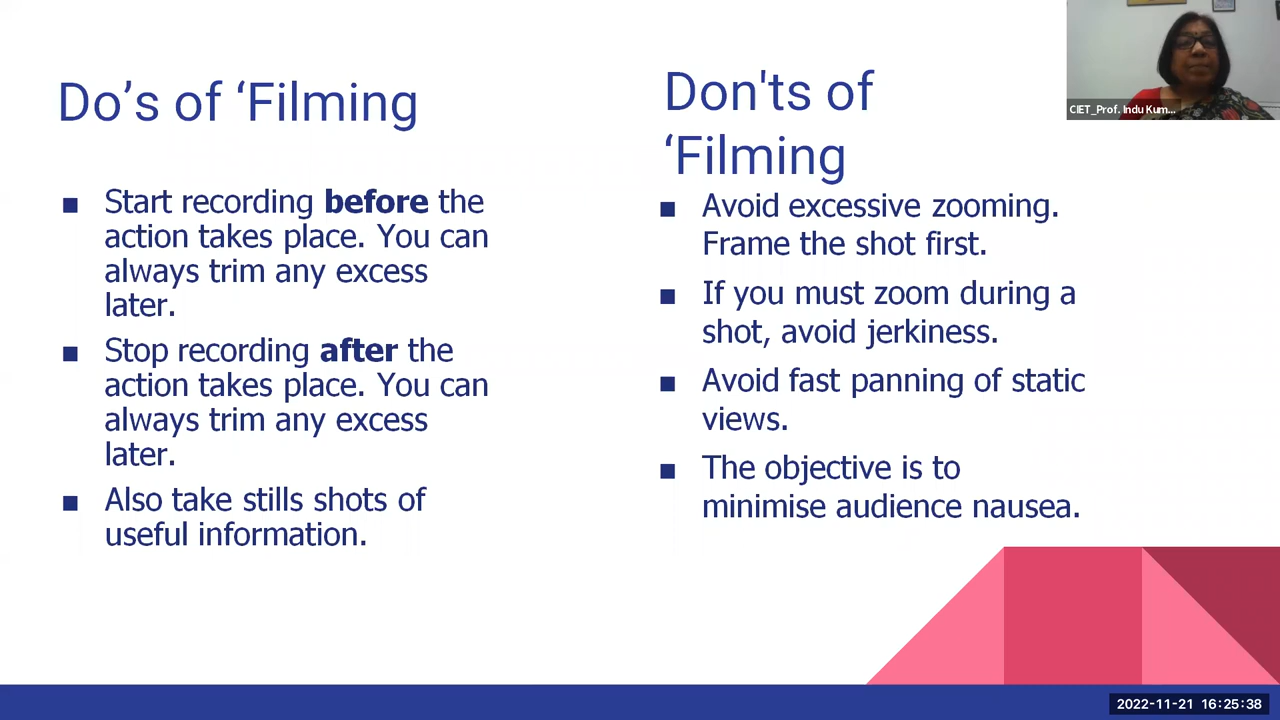 Do’s of ‘Filming
■ Start recording before the
action takes place. You can
always trim any excess
later.
■ Stop recording after the
action takes place. You can
always trim any excess
later.
■ Also take stills shots of
useful information.
Don'ts of
‘Filming
■ Avoid excessive zooming.
Frame the shot first.
■ If you must zoom during a
shot, avoid jerkiness.
■ Avoid fast panning of static
views.
■ The objective is to
minimise audience nausea.
CIET_Prof. Indu Kum...
2022-11-21 16:25:38